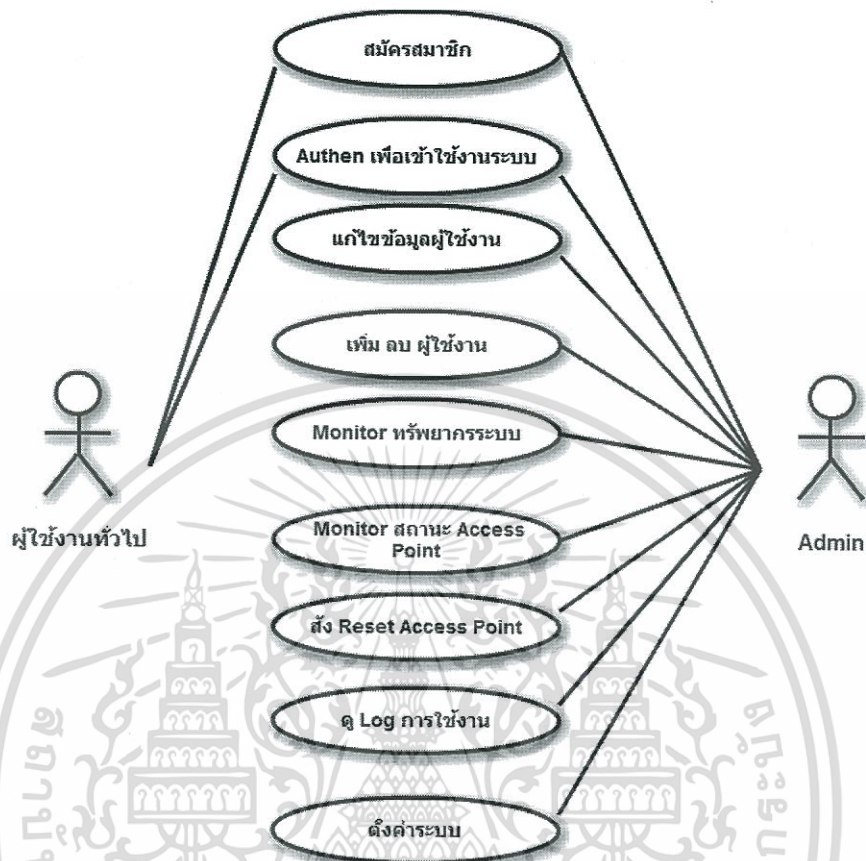 สมัครสมาชิก
Authen เพื่อเข้าใช้งานระบบ
แก้ไขข้อมูลผู้ใช้งาน
เพิ่ม ลบ ผู้ใช้งาน
Monitor ทรัพยากรระบบ
ผู้ใช้งานทั่วไป
Monitor สถานะ Access
Point
Admin
สั่ง Reset Access Point
ดู Log การใช้งาน
ตั้งค่าระบบ